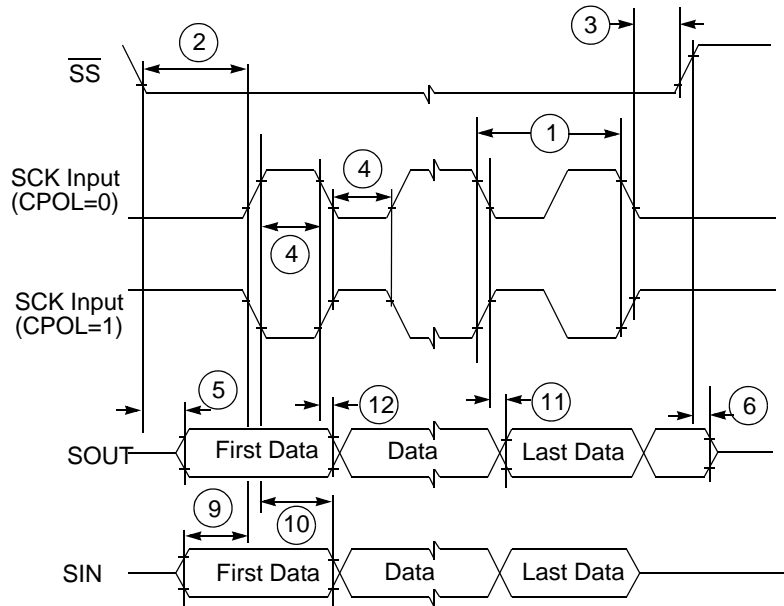 2
3
SS
1
SCK Input
(CPOL=0)
4
4
SCK Input
(CPOL=1)
5
12
11
6
SOUT
First Data
Data
Last Data
9
10
SIN
First Data
Data
Last Data